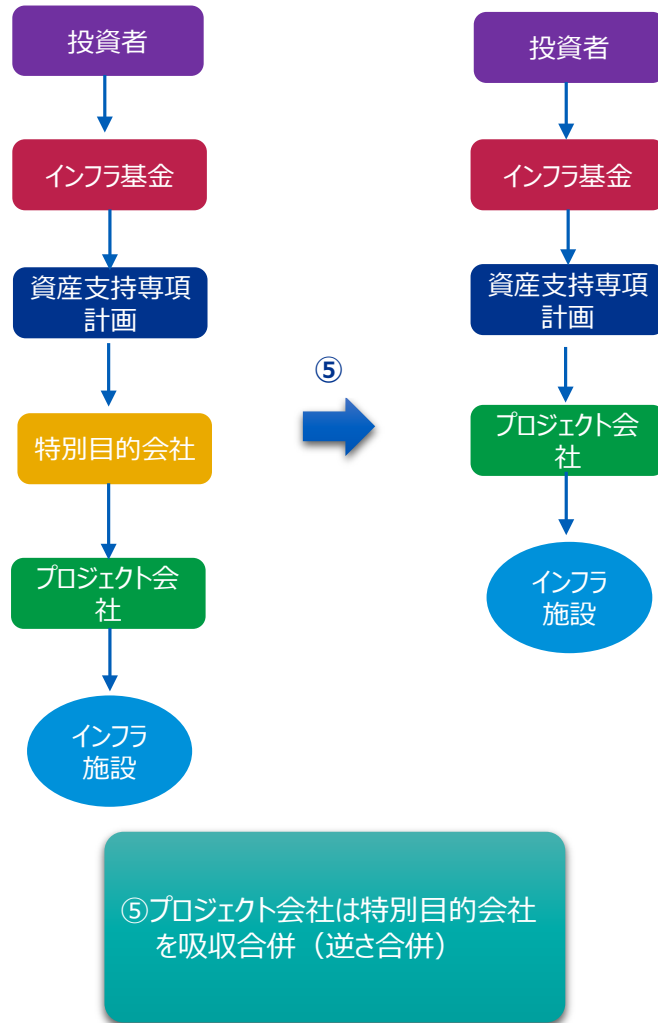 投資者
インフラ基金
資産支持専項
計画
特別目的会社
プロジェクト会
社
インフラ
施設
⑤
投資者
インフラ基金
資産支持専項
計画
プロジェクト会
社
インフラ
施設
⑤プロジェクト会社は特別目的会社
を吸収合併（逆さ合併）